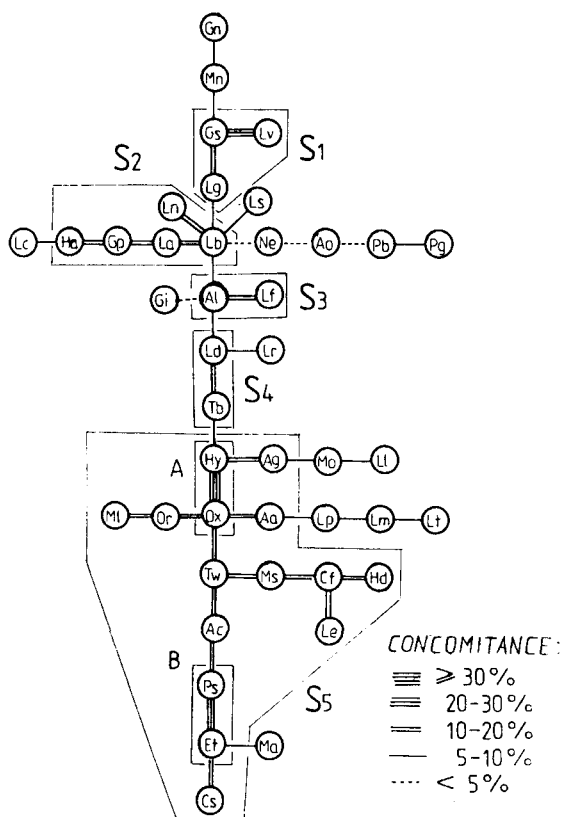 Gn
Mn
Gs Lv
S1
S2
Lg
Ln Ls
Lc Ha Gp La Lb Ne Ao Pb Pg
Gi Al Lf S3
Ld Lr
S4
Tb
A Hy Ag Mo Ll
Ml Or Ox Aa Lp Lm Lt
Tw Ms Cf Hd
Ac Le
B Ps S5
Et Ma
Cs
CONCOMITANCE:
⩾ 30%
20-30%
10-20%
5-10%
< 5%